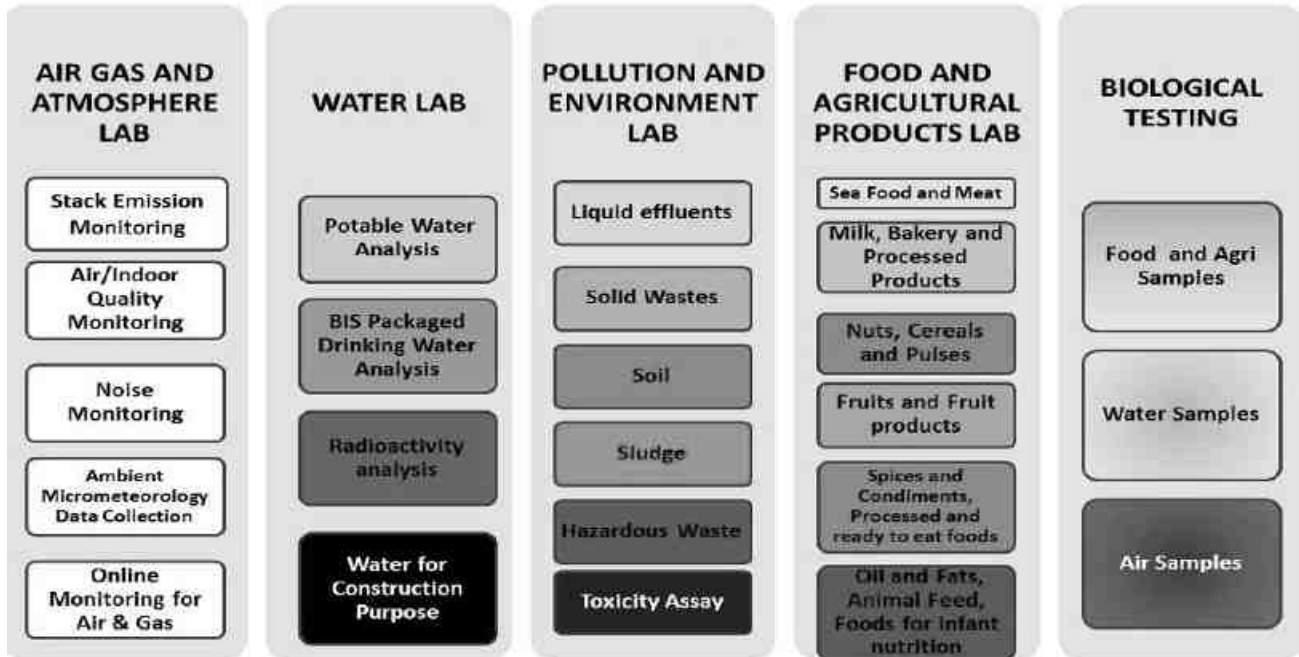 AIR GAS AND
ATMOSPHERE
LAB
Stack Emission
Monitoring
Air/Indoor
Quality
Monitoring
Noise
Monitoring
Ambient
Micrometeorology
Data Collection
Online
Monitoring for
Air & Gas
WATER LAB
Potable Water
Analysis
BIS Packaged
Drinking Water
Analysis
Radioactivity
analysis
Water for
Construction
Purpose
POLLUTION AND
ENVIRONMENT
LAB
Liquid effluents
Solid Wastes
Soil
Sludge
Hazardous Waste
Toxicity Assay
FOOD AND
AGRICULTURAL
PRODUCTS LAB
Sea Food and Meat
Milk, Bakery and
Processed
Products
Nuts, Cereals
and Pulses
Fruits and Fruit
products
Spices and
Condiments,
Processed and
ready to eat foods
Oil and Fats,
Animal Feed,
Foods for infant
nutrition
BIOLOGICAL
TESTING
Food and Agri
Samples
Water Samples
Air Samples